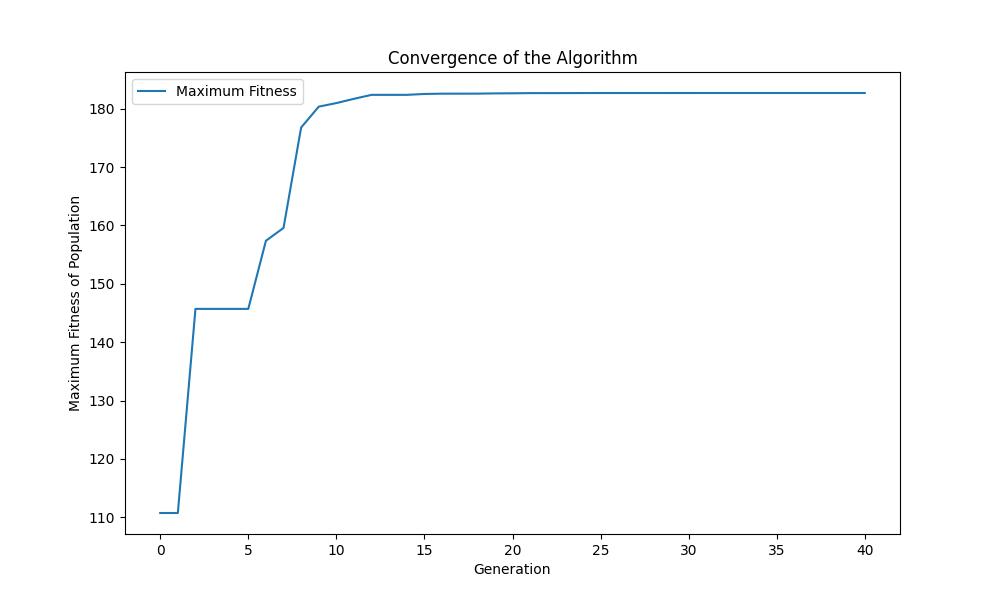 Convergence of the Algorithm
Maximum Fitness
Maximum Fitness of Population
180
170
160
150
140
130
120
110
0 5 10 15 20 25 30 35 40
Generation